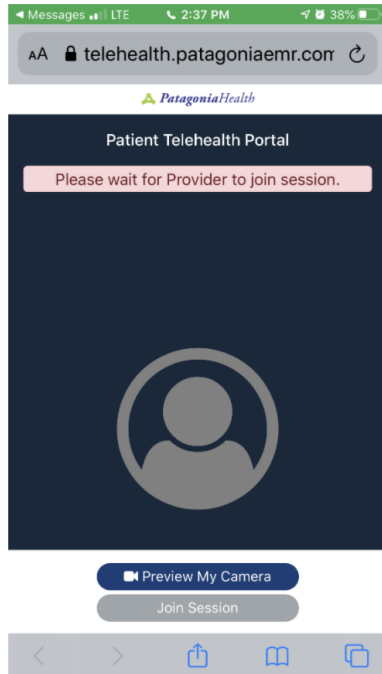 ◀ Messages LTE 2:37 PM 38%
AA telehealth.patagoniaemr.com
PatagoniaHealth
Patient Telehealth Portal
Please wait for Provider to join session.
Preview My Camera
Join Session